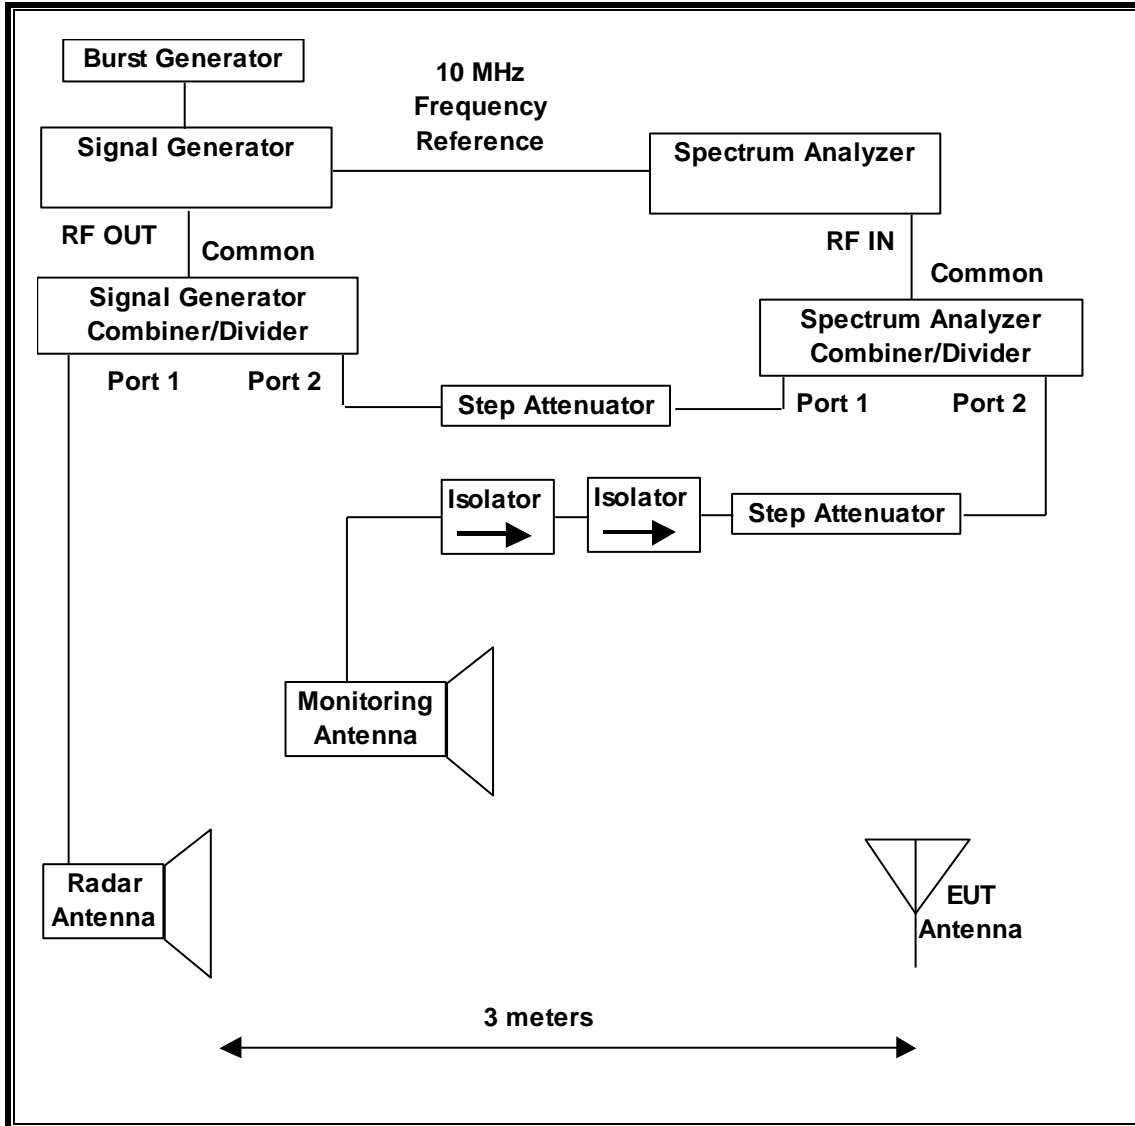 Burst Generator
10 MHz
Frequency
Reference
Signal Generator
Spectrum Analyzer
RF OUT
Common
RF IN
Common
Signal Generator
Combiner/Divider
Spectrum Analyzer
Combiner/Divider
Port 1
Port 2
Step Attenuator
Port 1
Port 2
Isolator
Isolator
Step Attenuator
Monitoring
Antenna
Radar
Antenna
EUT
Antenna
3 meters